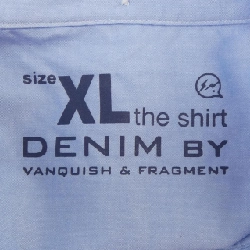 size XL the shirt
DENIM BY
VANQUISH & FRAGMENT